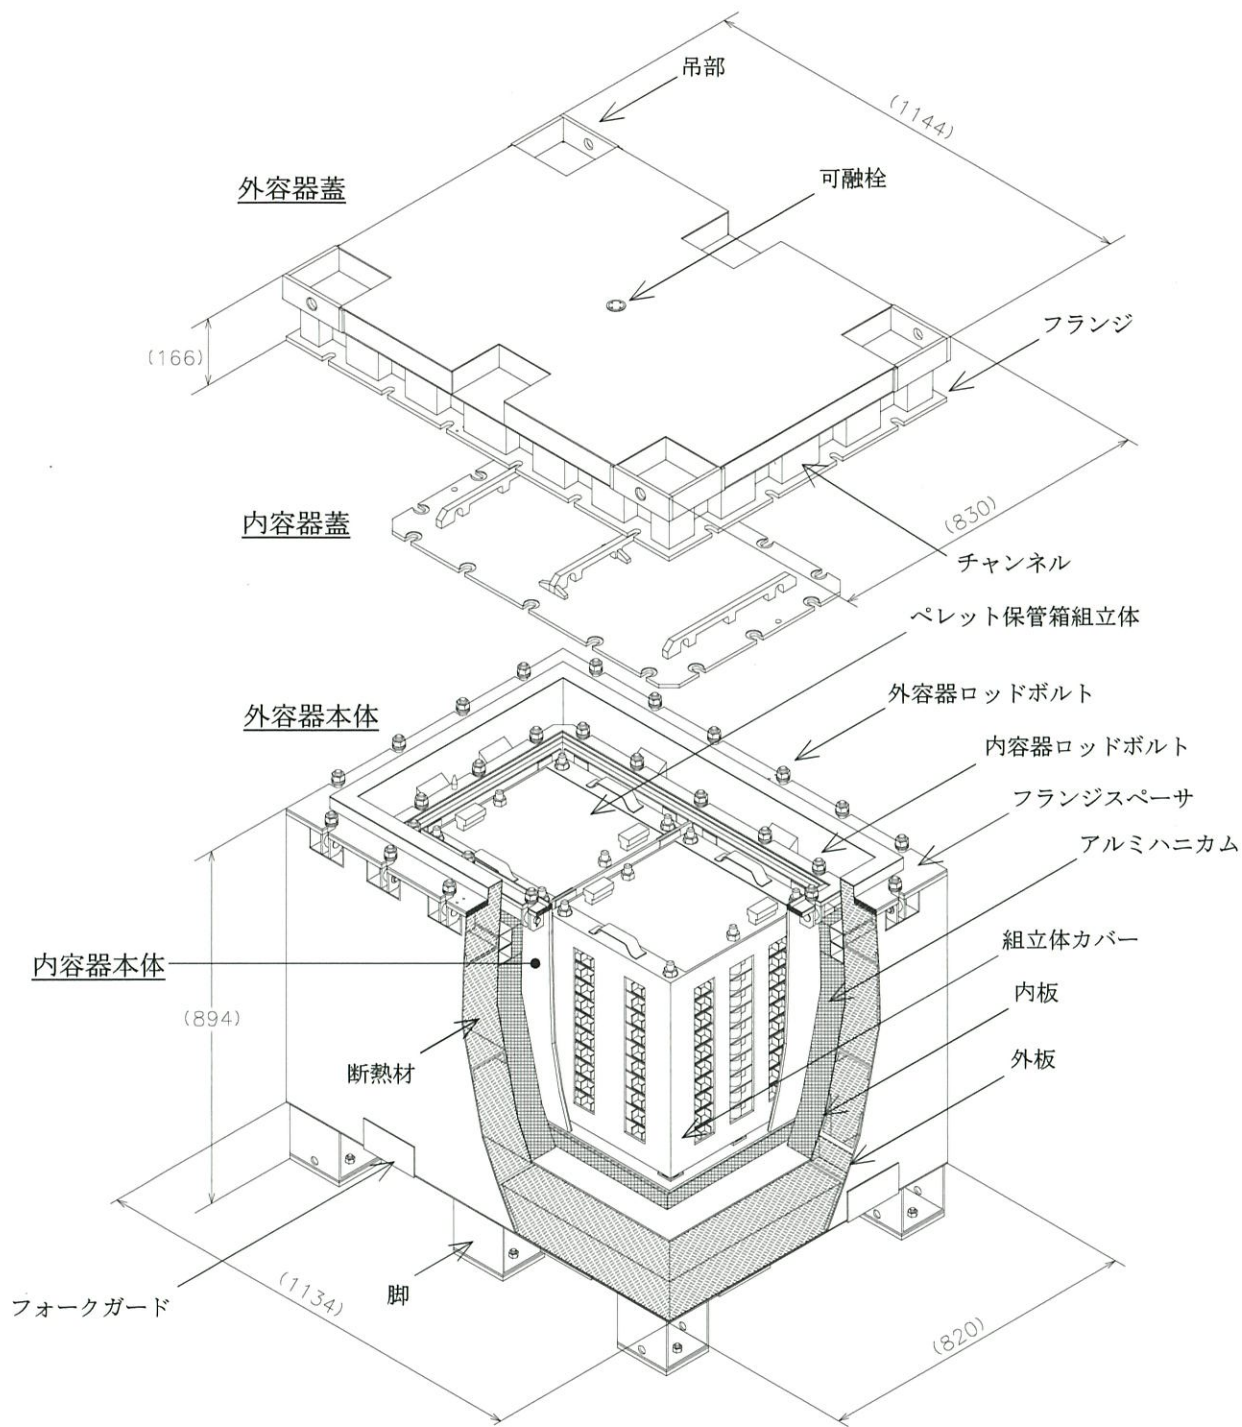 吊部
(1144)
外容器蓋
可融栓
フランジ
(166)
(830)
内容器蓋
チャンネル
ペレット保管箱組立体
外容器本体
外容器ロッドボルト
内容器ロッドボルト
フランジスペーサ
アルミハニカム
組立体カバー
内容器本体
内板
(894)
外板
断熱材
(1134)
脚
フォークガード
(820)